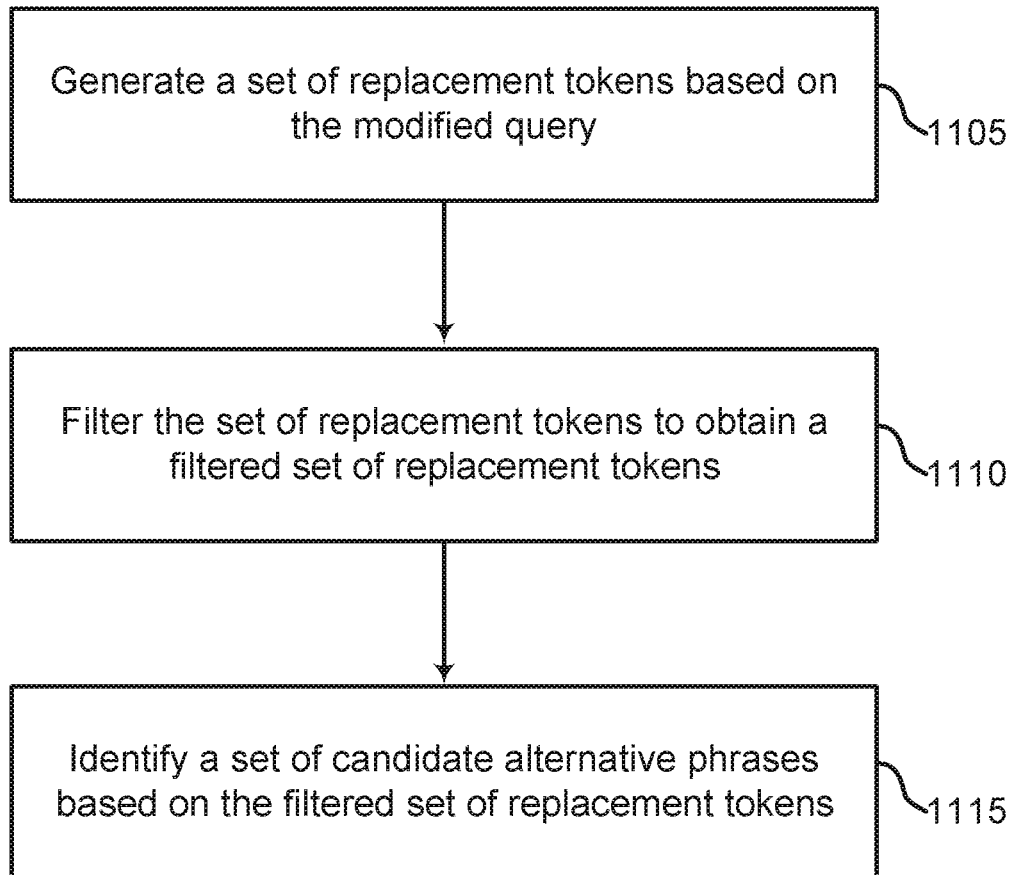 Generate a set of replacement tokens based on
the modified query
1105
Filter the set of replacement tokens to obtain a
filtered set of replacement tokens
1110
Identify a set of candidate alternative phrases
based on the filtered set of replacement tokens
1115